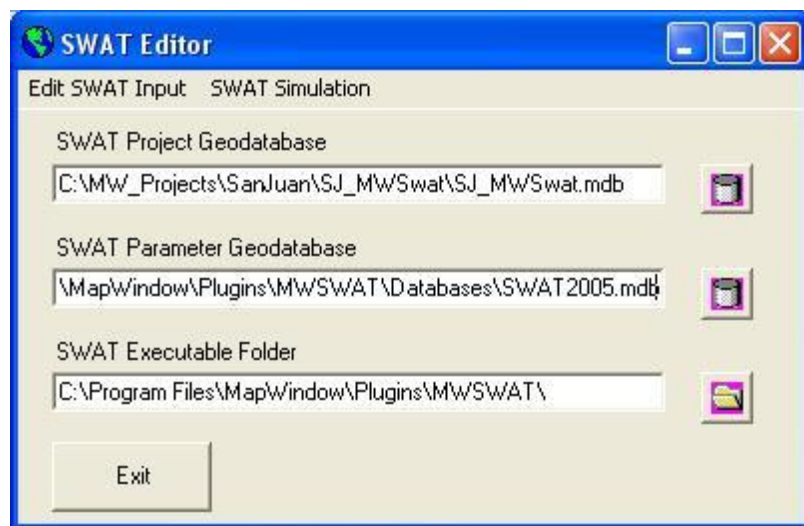 SWAT Editor
Edit SWAT Input SWAT Simulation
SWAT Project Geodatabase
C:\MW_Projects\SanJuan\SJ_MWSwat\SJ_MWSwat.mdb
SWAT Parameter Geodatabase
\MapWindow\Plugins\MWSWAT\Databases\SWAT2005.mdb
SWAT Executable Folder
C:\Program Files\MapWindow\Plugins\MWSWAT\
Exit